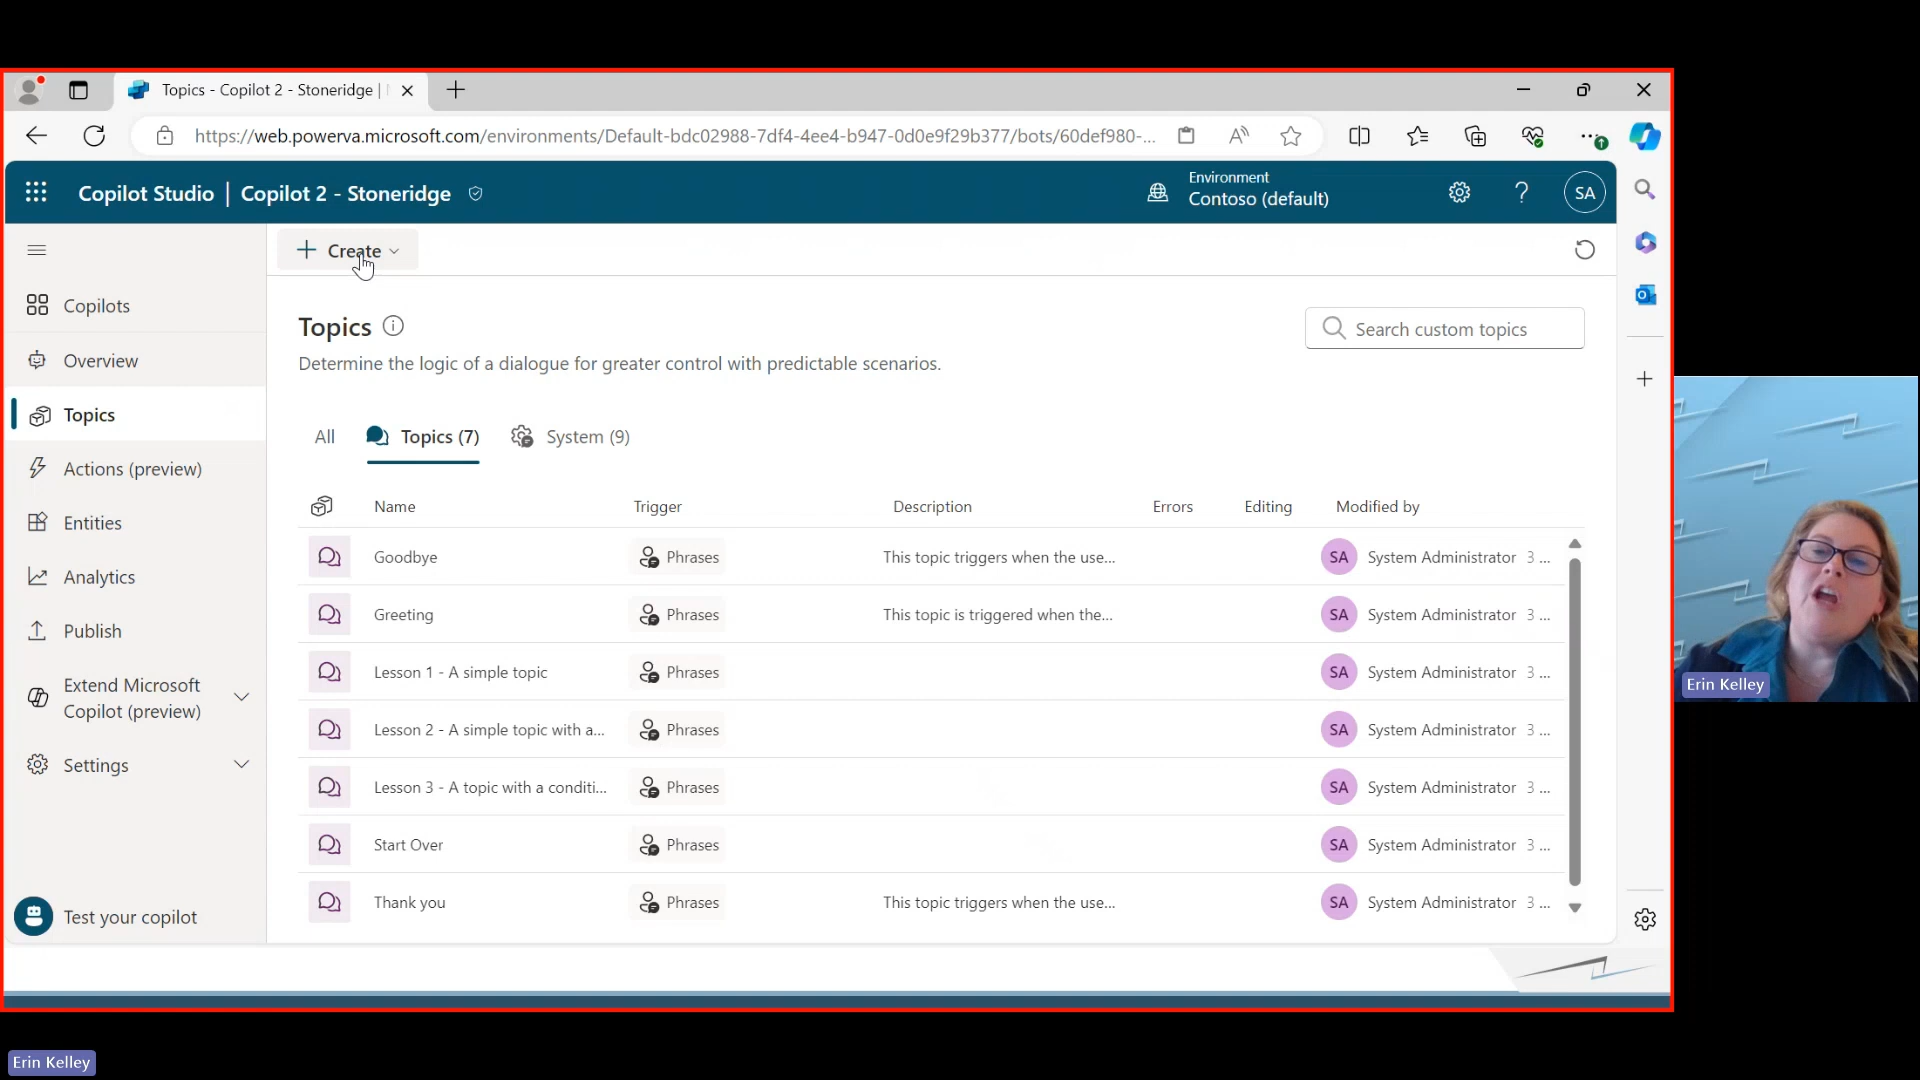 Topics - Copilot 2 - Stoneridge |
https://web.powerva.microsoft.com/environments/Default-bdc02988-7df4-4ee4-b947-0d0e9f29b377/bots/60def980-...
Copilot Studio | Copilot 2 - Stoneridge
Environment
Contoso (default)
?
SA
Create
Copilots
Overview
Topics
Actions (preview)
Entities
Analytics
Publish
Extend Microsoft
Copilot (preview)
Settings
Test your copilot
Topics
Search custom topics
Determine the logic of a dialogue for greater control with predictable scenarios.
All Topics (7) System (9)
Name Trigger Description Errors Editing Modified by
Goodbye Phrases This topic triggers when the use... SA System Administrator 3 ...
Greeting Phrases This topic is triggered when the... SA System Administrator 3 ...
Lesson 1 - A simple topic Phrases SA System Administrator 3 ...
Lesson 2 - A simple topic with a... Phrases SA System Administrator 3 ...
Lesson 3 - A topic with a conditi... Phrases SA System Administrator 3 ...
Start Over Phrases SA System Administrator 3 ...
Thank you Phrases This topic triggers when the use... SA System Administrator 3 ...
Erin Kelley
Erin Kelley